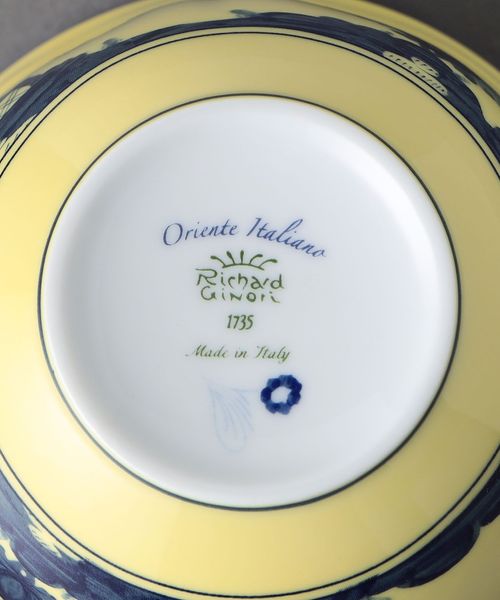 Oriente Italiano
Richard
Ginori
1735
Made in Italy